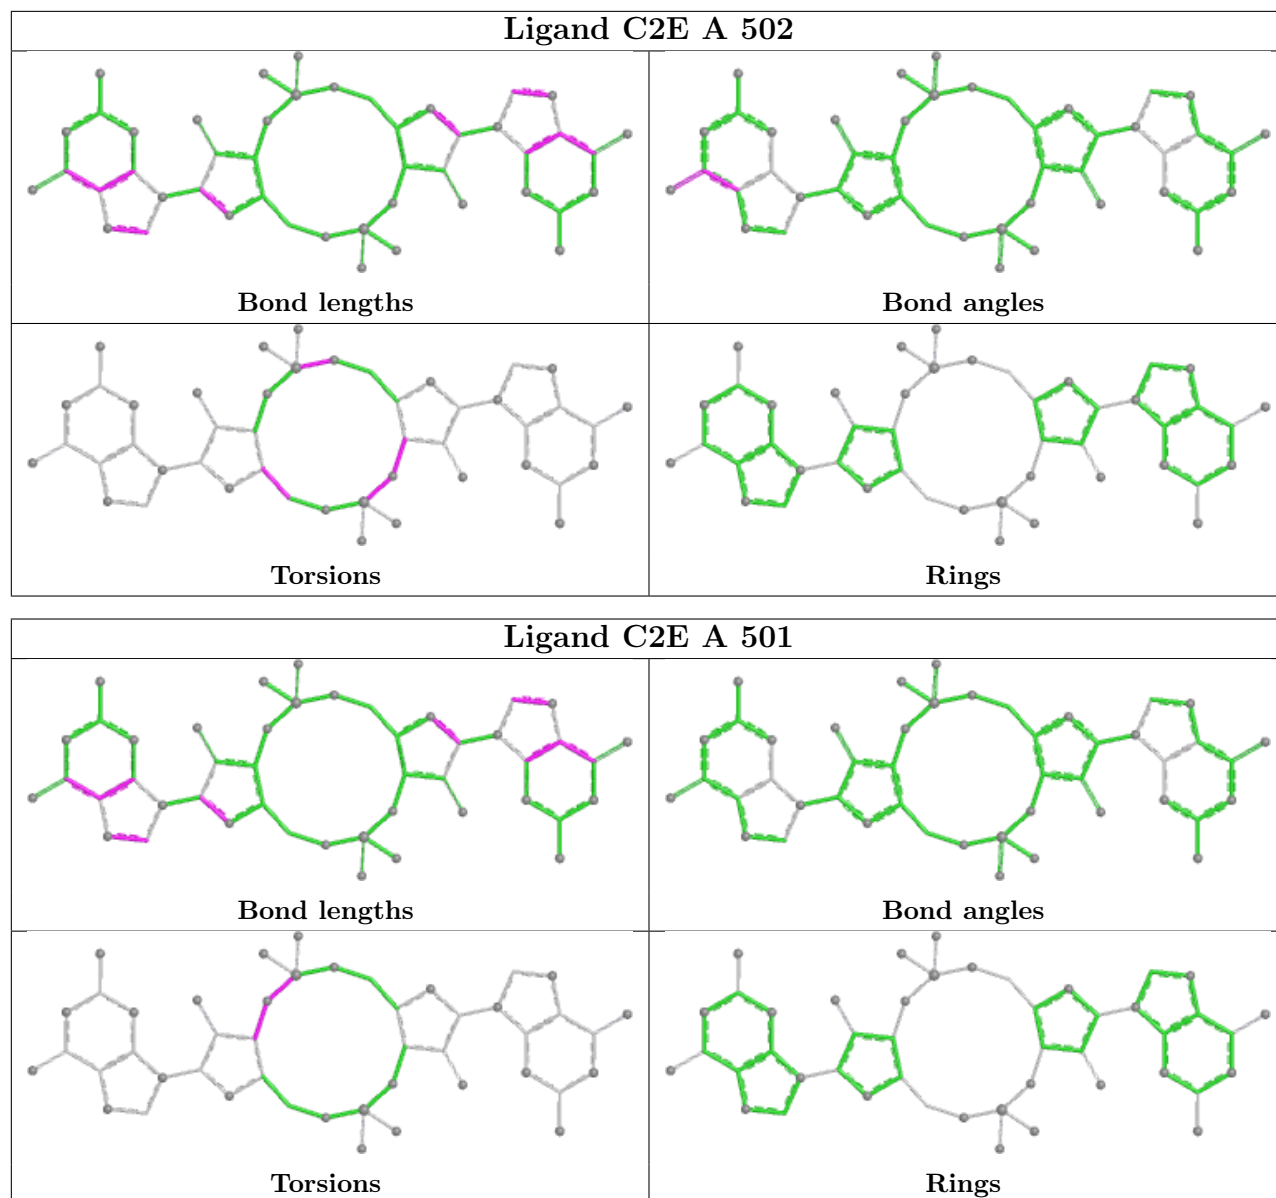 Ligand C2E A 502
Bond lengths
Bond angles
Torsions
Rings
Ligand C2E A 501
Bond lengths
Bond angles
Torsions
Rings